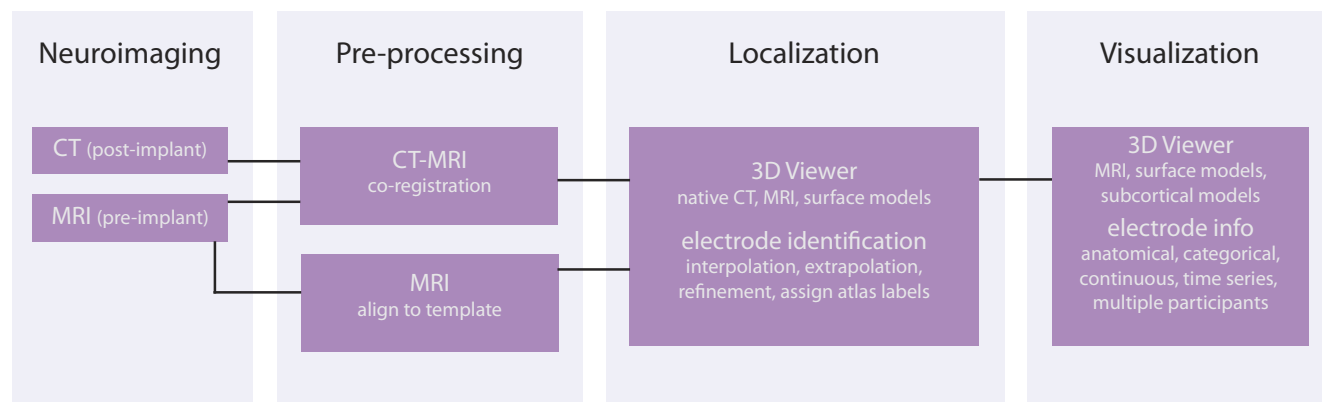 Neuroimaging
CT (post-implant)
MRI (pre-implant)
Pre-processing
CT-MRI
co-registration
MRI
align to template
Localization
3D Viewer
native CT, MRI, surface models
electrode identification
interpolation, extrapolation,
refinement, assign atlas labels
Visualization
3D Viewer
MRI, surface models,
subcortical models
electrode info
anatomical, categorical,
continuous, time series,
multiple participants